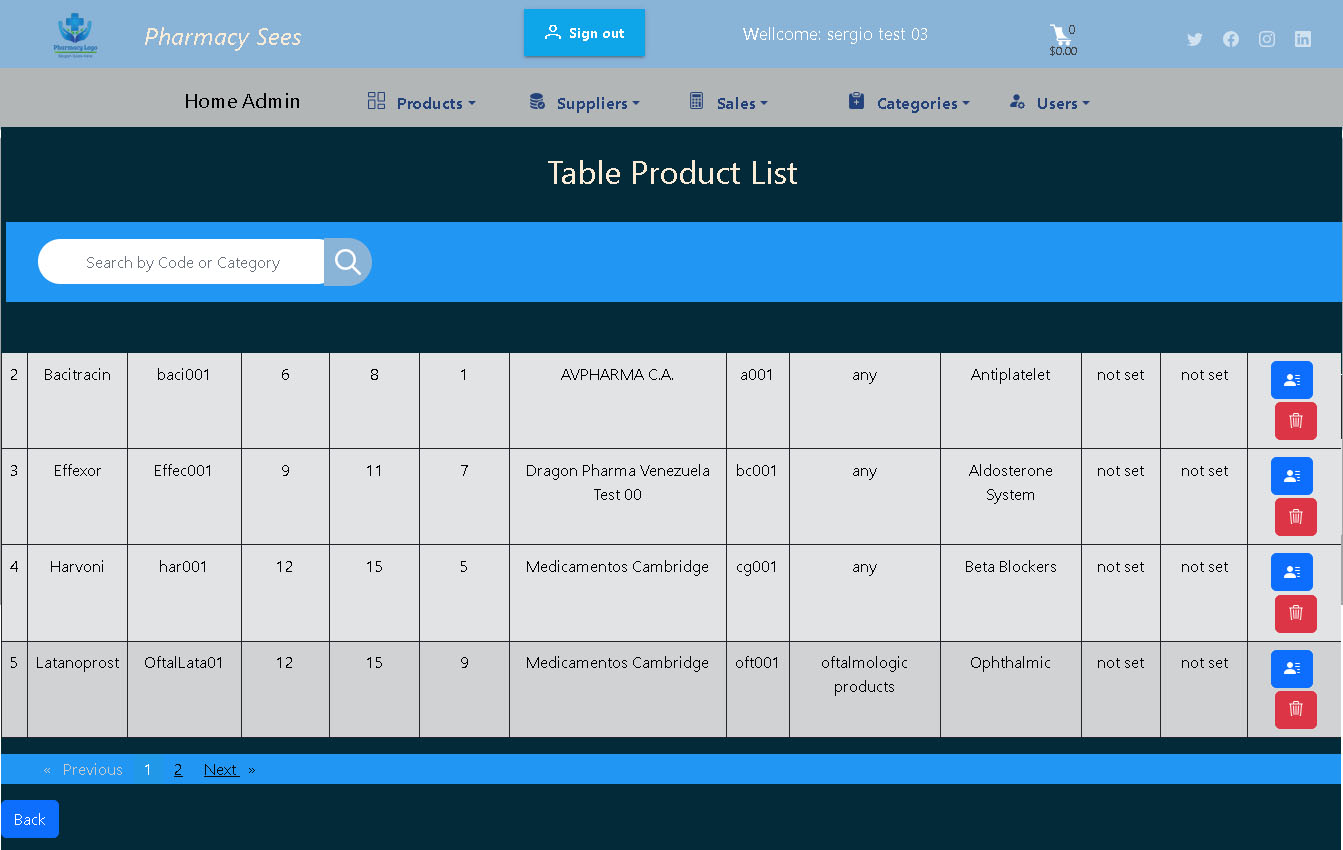 Pharmacy Logo
Pharmacy Sees
Sign out
Wellcome: sergio test 03
0
$0.00
Home Admin
Products
Suppliers
Sales
Categories
Users
Table Product List
Search by Code or Category
2 Bacitracin baci001 6 8 1 AVPHARMA C.A. a001 any Antiplatelet not set not set
3 Effexor Effec001 9 11 7 Dragon Pharma Venezuela bc001 any Aldosterone not set not set
Test 00 System
4 Harvoni har001 12 15 5 Medicamentos Cambridge cg001 any Beta Blockers not set not set
5 Latanoprost OftalLata01 12 15 9 Medicamentos Cambridge oft001 oftalmologic Ophthalmic not set not set
products
« Previous 1 2 Next »
Back